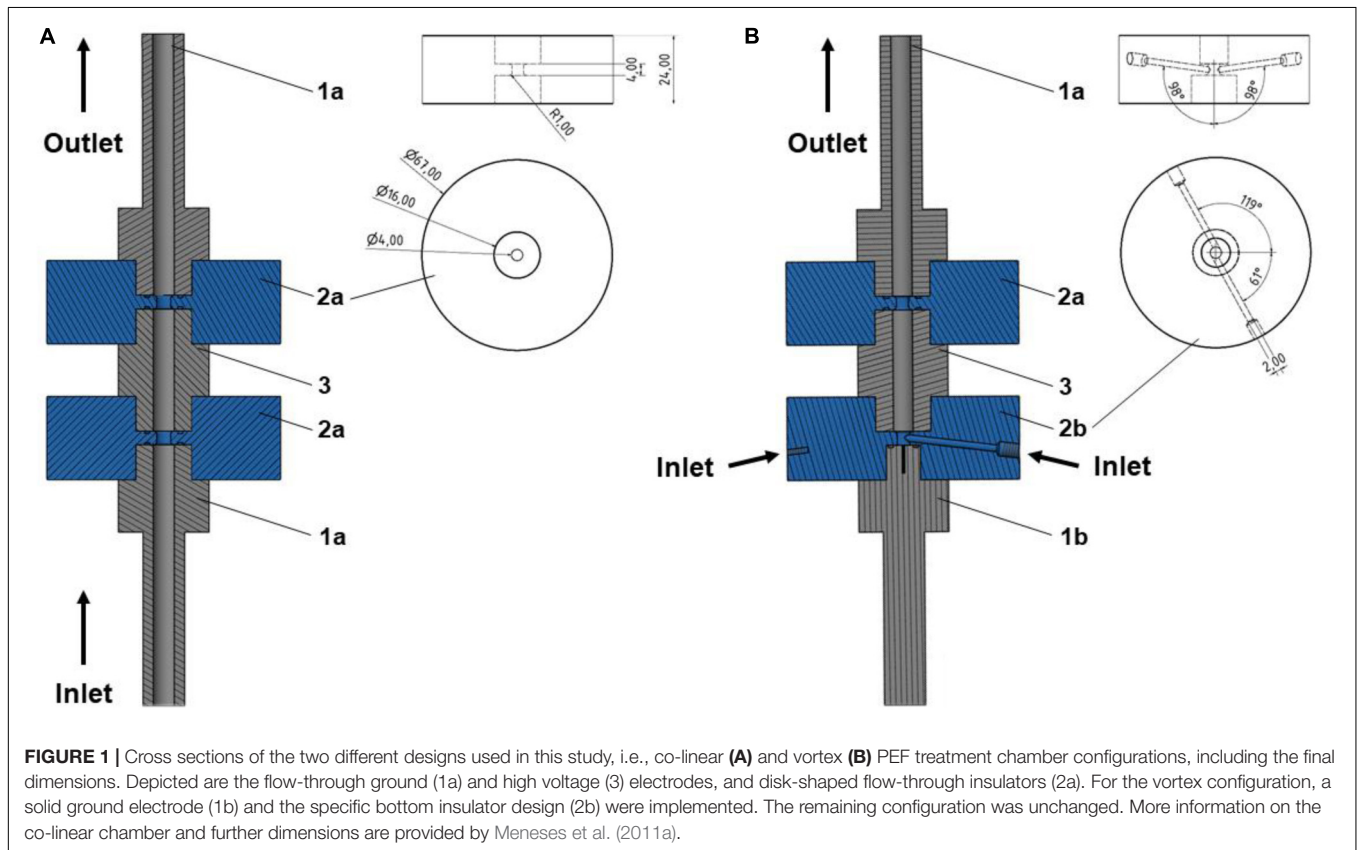 A
Outlet
1a
2a
3
2a
1a
Inlet
4,00
24,00
R1,00
Ø67,00
Ø16,00
Ø4,00
B
Outlet
1a
2a
3
2b
Inlet
Inlet
1b
98°
98°
119°
61°
2,00
FIGURE 1 | Cross sections of the two different designs used in this study, i.e., co-linear (A) and vortex (B) PEF treatment chamber configurations, including the final
dimensions. Depicted are the flow-through ground (1a) and high voltage (3) electrodes, and disk-shaped flow-through insulators (2a). For the vortex configuration, a
solid ground electrode (1b) and the specific bottom insulator design (2b) were implemented. The remaining configuration was unchanged. More information on the
co-linear chamber and further dimensions are provided by Meneses et al. (2011a).